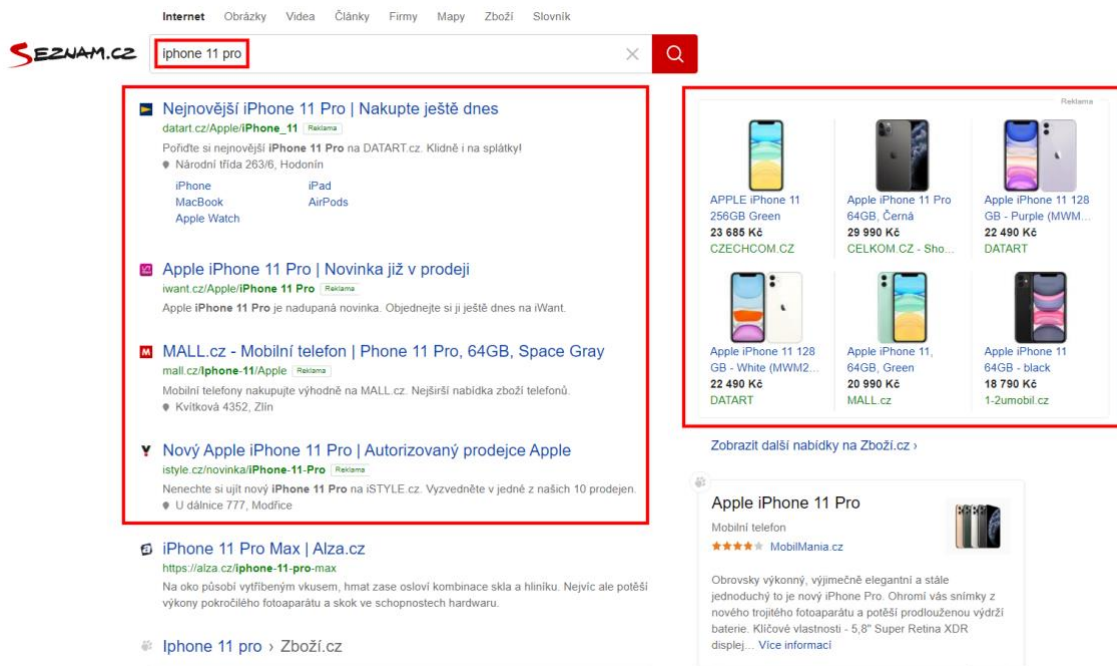 Internet Obrázky Videa Články Firmy Mapy Zboží Slovník
SEZNAM.CZ
iphone 11 pro
Nejnovější iPhone 11 Pro | Nakupte ještě dnes
datart.cz/Apple/iPhone_11 Reklama
Pořiďte si nejnovější iPhone 11 Pro na DATART.cz. Klidně i na splátky!
Národní třída 263/6, Hodonín
iPhone iPad
MacBook AirPods
Apple Watch
Apple iPhone 11 Pro | Novinka již v prodeji
iwant.cz/Apple/iPhone 11 Pro Reklama
Apple iPhone 11 Pro je nadupaná novinka. Objednejte si ji ještě dnes na iWant.
MALL.cz - Mobilní telefon | Phone 11 Pro, 64GB, Space Gray
mall.cz/Iphone-11/Apple Reklama
Mobilní telefony nakupujte výhodně na MALL.cz. Nejširší nabídka zboží telefonů.
Kvítková 4352, Zlín
Nový Apple iPhone 11 Pro | Autorizovaný prodejce Apple
istyle.cz/novinka/iPhone-11-Pro Reklama
Nenechte si ujít nový iPhone 11 Pro na iSTYLE.cz. Vyzvedněte v jedné z našich 10 prodejen.
U dálnice 777, Modřice
iPhone 11 Pro Max | Alza.cz
https://alza.cz/iphone-11-pro-max
Na oko působí vytříbeným vkusem, hmat zase osloví kombinace skla a hliníku. Nejvíc ale potěší
výkony pokročilého fotoaparátu a skok ve schopnostech hardwaru.
Iphone 11 pro › Zboží.cz
Reklama
APPLE iPhone 11
256GB Green
23 685 Kč
CZECHCOM.CZ
Apple iPhone 11 Pro
64GB, Černá
29 990 Kč
CELKOM.CZ - Sho...
Apple iPhone 11 128
GB - Purple (MWM...
22 490 Kč
DATART
Apple iPhone 11 128
GB - White (MWM2...
22 490 Kč
DATART
Apple iPhone 11,
64GB, Green
20 990 Kč
MALL.cz
Apple iPhone 11
64GB - black
18 790 Kč
1-2umobil.cz
Zobrazit další nabídky na Zboží.cz ›
Apple iPhone 11 Pro
Mobilní telefon
MobilMania.cz
Obrovsky výkonný, výjimečně elegantní a stále
jednoduchý to je nový iPhone Pro. Ohromí vás snímky z
nového trojitého fotoaparátu a potěší prodlouženou výdrží
baterie. Klíčové vlastnosti - 5,8" Super Retina XDR
displej... Více informací